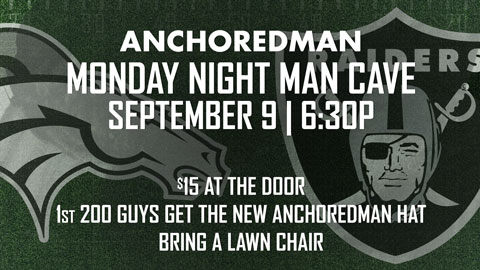 ANCHOREDMAN
RAIDERS
MONDAY NIGHT MAN CAVE
SEPTEMBER 9 | 6:30P
$15 AT THE DOOR
1ST 200 GUYS GET THE NEW ANCHOREDMAN HAT
BRING A LAWN CHAIR